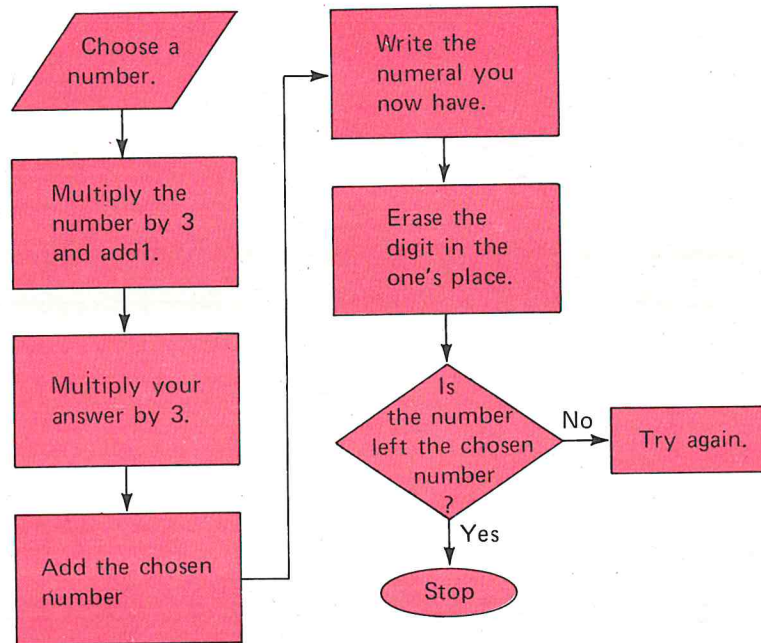 Choose a
number.
Multiply the
number by 3
and add1.
Multiply your
answer by 3.
Add the chosen
number
Write the
numeral you
now have.
Erase the
digit in the
one's place.
Is
the number
left the chosen
number
?
No
Try again.
Yes
Stop